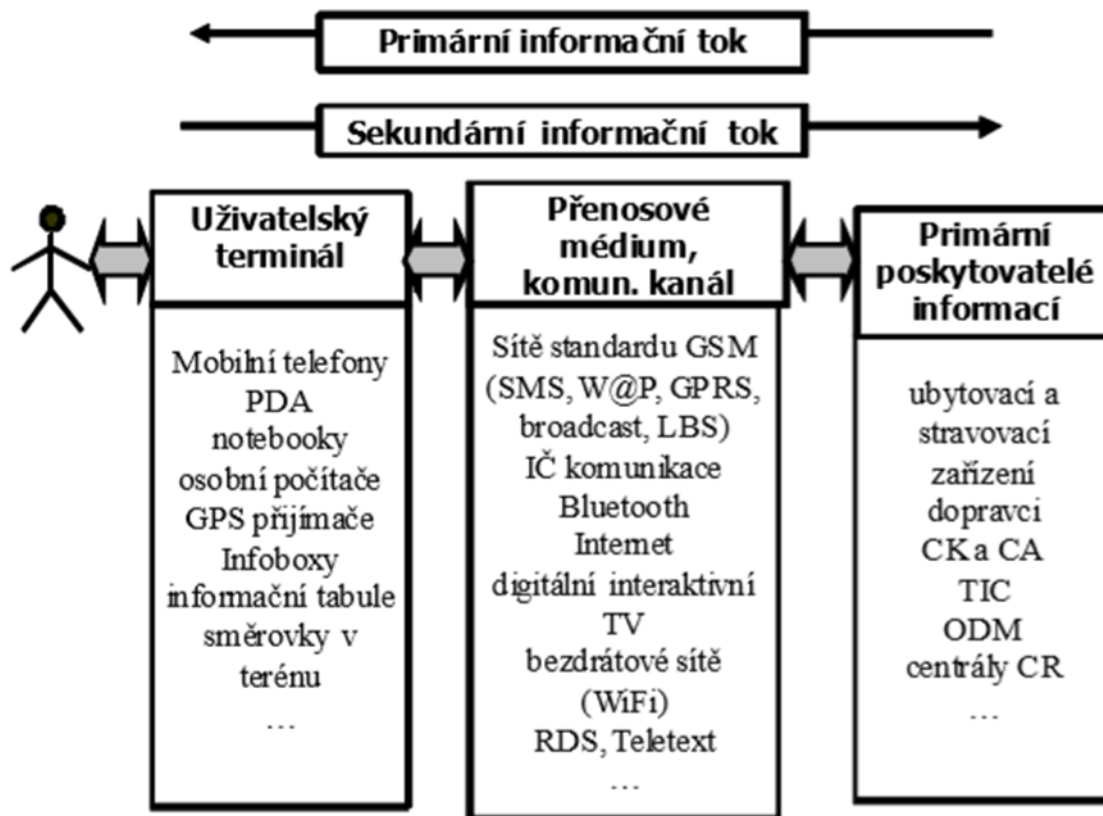 Primární informační tok
Sekundární informační tok
Uživatelský
terminál
Mobilní telefony
PDA
notebooky
osobní počítače
GPS přijímače
Infoboxy
informační tabule
směrovky v
terénu
...
Přenosové
médium,
komun. kanál
Sítě standardu GSM
(SMS, W@P, GPRS,
broadcast, LBS)
IČ komunikace
Bluetooth
Internet
digitální interaktivní
TV
bezdrátové sítě
(WiFi)
RDS, Teletext
...
Primární
poskytovatelé
informací
ubytovací a
stravovací
zařízení
dopravci
CK a CA
TIC
ODM
centrály CR
...